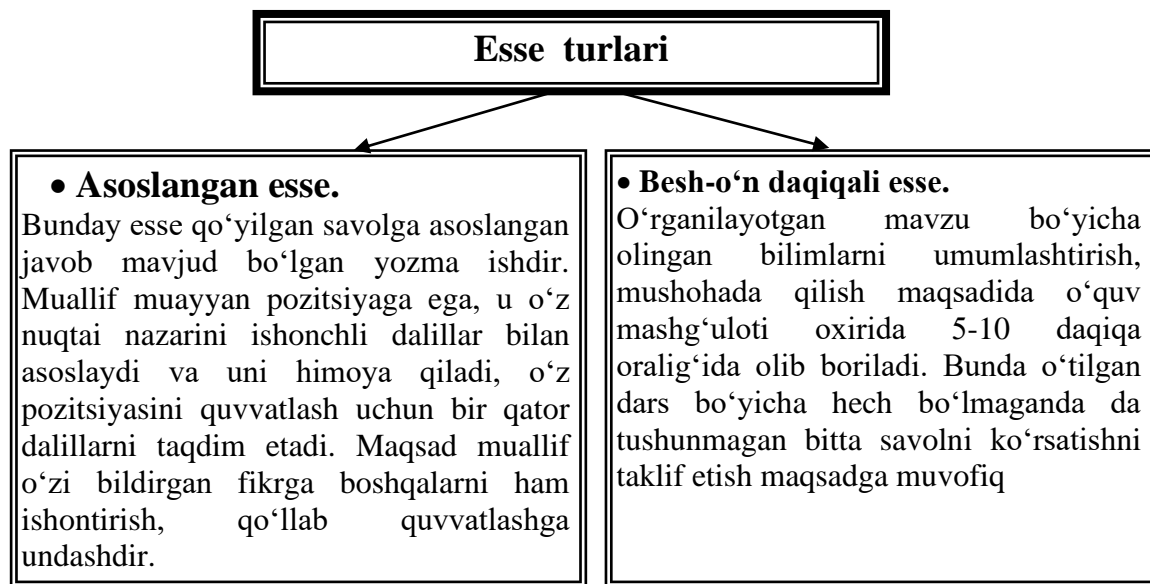 Esse turlari
• Asoslangan esse.
Bunday esse qo‘yilgan savolga asoslangan
javob mavjud bo‘lgan yozma ishdir.
Muallif muayyan pozitsiyaga ega, u o‘z
nuqtai nazarini ishonchli dalillar bilan
asoslaydi va uni himoya qiladi, o‘z
pozitsiyasini quvvatlash uchun bir qator
dalillarni taqdim etadi. Maqsad muallif
o‘zi bildirgan fikrga boshqalarni ham
ishontirish, qo‘llab quvvatlashga
undashdir.
• Besh-o‘n daqiqali esse.
O‘rganilayotgan mavzu bo‘yicha
olingan bilimlarni umumlashtirish,
mushohada qilish maqsadida o‘quv
mashg‘uloti oxirida 5-10 daqiqa
oralig‘ida olib boriladi. Bunda o‘tilgan
dars bo‘yicha hech bo‘lmaganda da
tushunmagan bitta savolni ko‘rsatishni
taklif etish maqsadga muvofiq